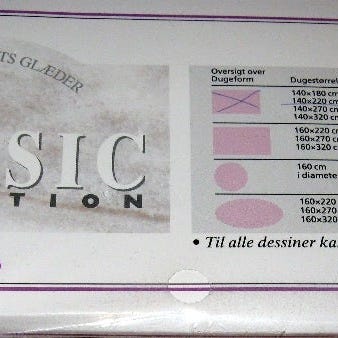 TS GLÆDER
SIC
TION
Oversigt over
Dugeform
Dugestørrel
140×180 cm
140×220 cm
140×270 cm
140×320 cm
160×220 c
160×270 c
160×320 c
160 cm
i diamete
160×220
160×270
160×320
• Til alle dessiner ka